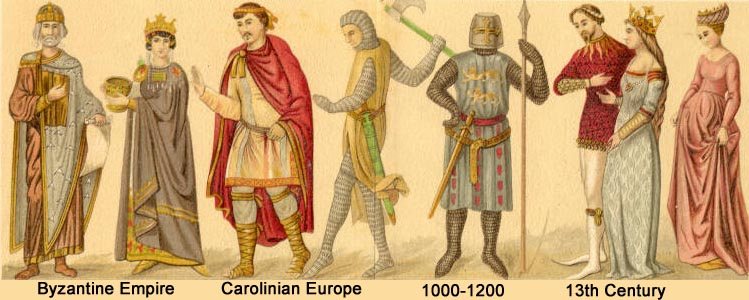 Byzantine Empire
Carolinian Europe
1000-1200
13th Century